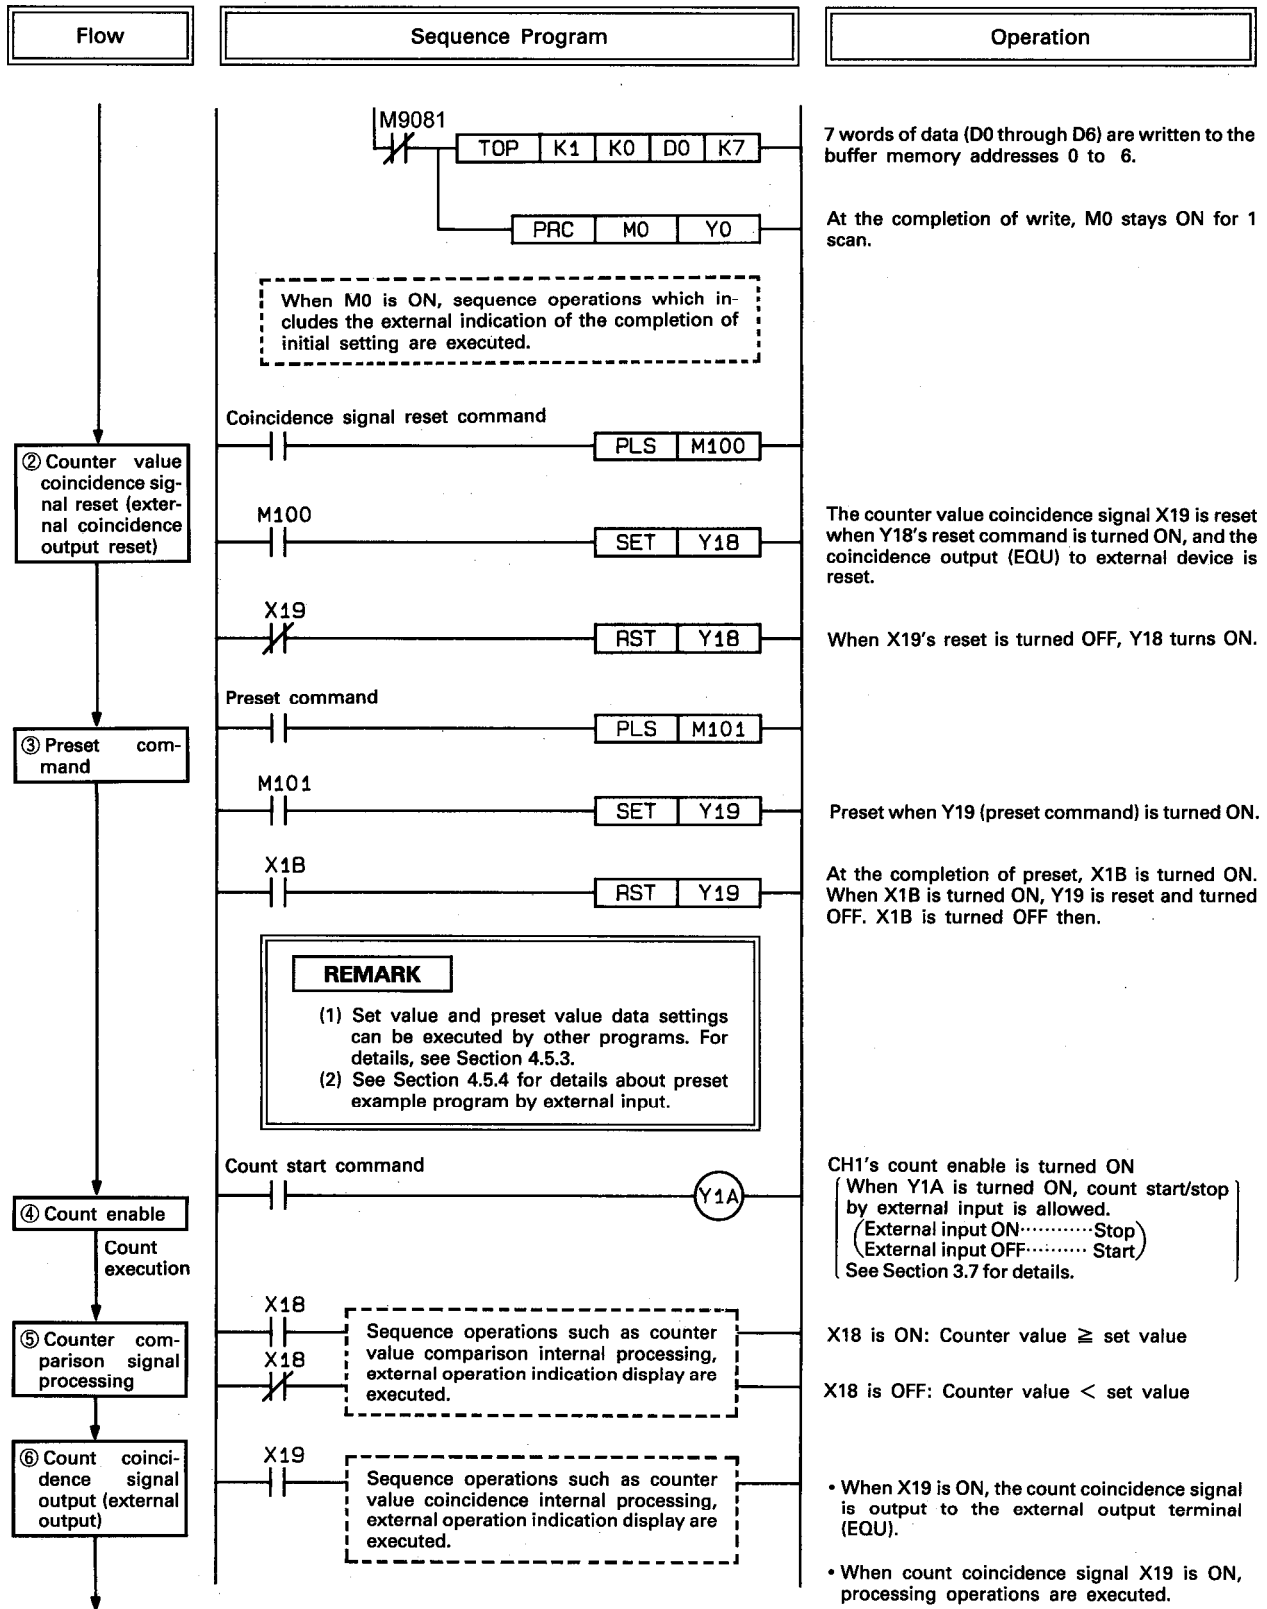 Flow
Sequence Program
Operation
M9081
TOP K1 K0 D0 K7
7 words of data (D0 through D6) are written to the
buffer memory addresses 0 to 6.
PRC M0 Y0
At the completion of write, M0 stays ON for 1
scan.
When M0 is ON, sequence operations which in-
cludes the external indication of the completion of
initial setting are executed.
Coincidence signal reset command
PLS M100
② Counter value
coincidence sig-
nal reset (exter-
nal coincidence
output reset)
M100
SET Y18
The counter value coincidence signal X19 is reset
when Y18's reset command is turned ON, and the
coincidence output (EQU) to external device is
reset.
X19
RST Y18
When X19's reset is turned OFF, Y18 turns ON.
Preset command
PLS M101
③ Preset com-
mand
M101
SET Y19
Preset when Y19 (preset command) is turned ON.
X1B
RST Y19
At the completion of preset, X1B is turned ON.
When X1B is turned ON, Y19 is reset and turned
OFF. X1B is turned OFF then.
REMARK
(1) Set value and preset value data settings
can be executed by other programs. For
details, see Section 4.5.3.
(2) See Section 4.5.4 for details about preset
example program by external input.
Count start command
Y1A
④ Count enable
Count
execution
CH1's count enable is turned ON
When Y1A is turned ON, count start/stop
by external input is allowed.
(External input ON············Stop)
(External input OFF·········· Start)
See Section 3.7 for details.
⑤ Counter com-
parison signal
processing
X18
X18
Sequence operations such as counter
value comparison internal processing,
external operation indication display are
executed.
X18 is ON: Counter value ≧ set value
X18 is OFF: Counter value < set value
⑥ Count coinci-
dence signal
output (external
output)
X19
Sequence operations such as counter
value coincidence internal processing,
external operation indication display are
executed.
• When X19 is ON, the count coincidence signal
is output to the external output terminal
(EQU).
• When count coincidence signal X19 is ON,
processing operations are executed.